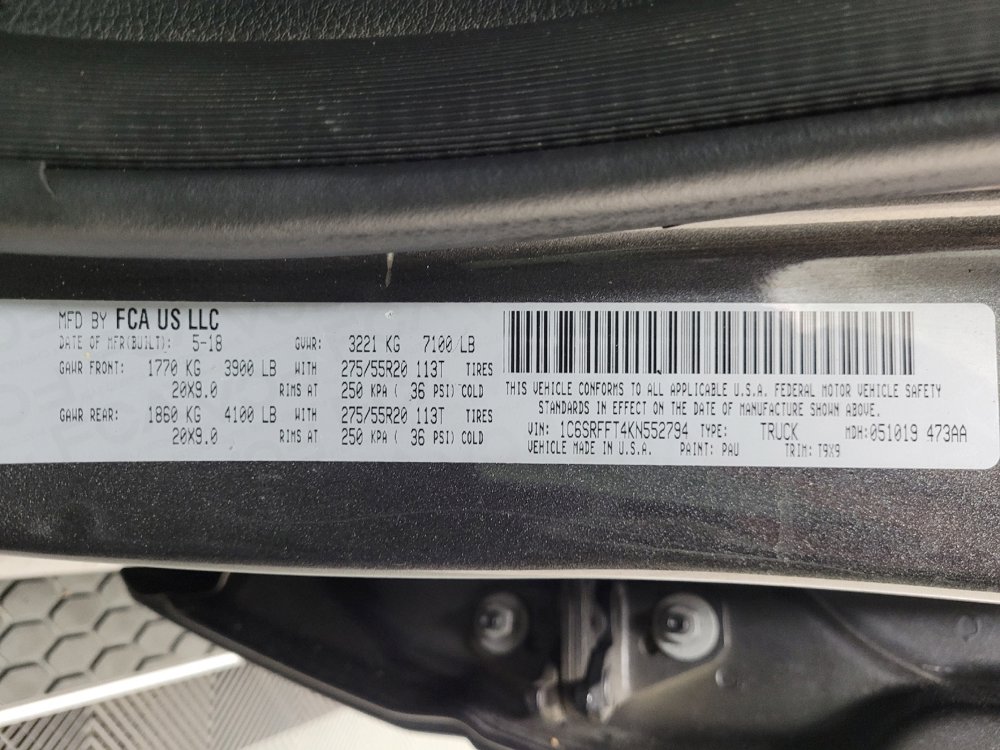 MFD BY FCA US LLC
DATE OF MFR(BUILT): 5-18 GVWR: 3221 KG 7100 LB
GAWR FRONT: 1770 KG 3900 LB WITH 275/55R20 113T TIRES
20X9.0 RIMS AT 250 KPA ( 36 PSI) COLD
GAWR REAR: 1860 KG 4100 LB WITH 275/55R20 113T TIRES
20X9.0 RIMS AT 250 KPA ( 36 PSI) COLD
THIS VEHICLE CONFORMS TO ALL APPLICABLE U.S.A. FEDERAL MOTOR VEHICLE SAFETY
STANDARDS IN EFFECT ON THE DATE OF MANUFACTURE SHOWN ABOVE.
VIN: 1C6SRFFT4KN552794 TYPE: TRUCK MDH: 051019 473AA
VEHICLE MADE IN U.S.A. PAINT: PAU TRIM: T9X9